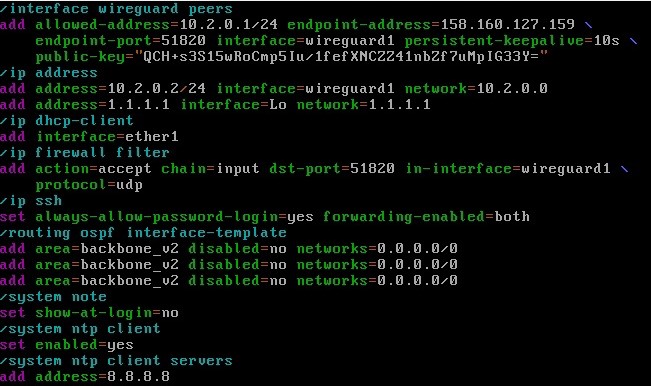 /interface wireguard peers
add allowed-address=10.2.0.1/24 endpoint-address=158.160.127.159 \
    endpoint-port=51820 interface=wireguard1 persistent-keepalive=10s \
    public-key="QCH+s3S15wRoCmp5Iu/1fefXMCZZ41nbZf7uMpIG33Y="
/ip address
add address=10.2.0.2/24 interface=wireguard1 network=10.2.0.0
add address=1.1.1.1 interface=Lo network=1.1.1.1
/ip dhcp-client
add interface=ether1
/ip firewall filter
add action=accept chain=input dst-port=51820 in-interface=wireguard1 \
    protocol=udp
/ip ssh
set always-allow-password-login=yes forwarding-enabled=both
/routing ospf interface-template
add area=backbone_v2 disabled=no networks=0.0.0.0/0
add area=backbone_v2 disabled=no networks=0.0.0.0/0
add area=backbone_v2 disabled=no networks=0.0.0.0/0
/system note
set show-at-login=no
/system ntp client
set enabled=yes
/system ntp client servers
add address=8.8.8.8